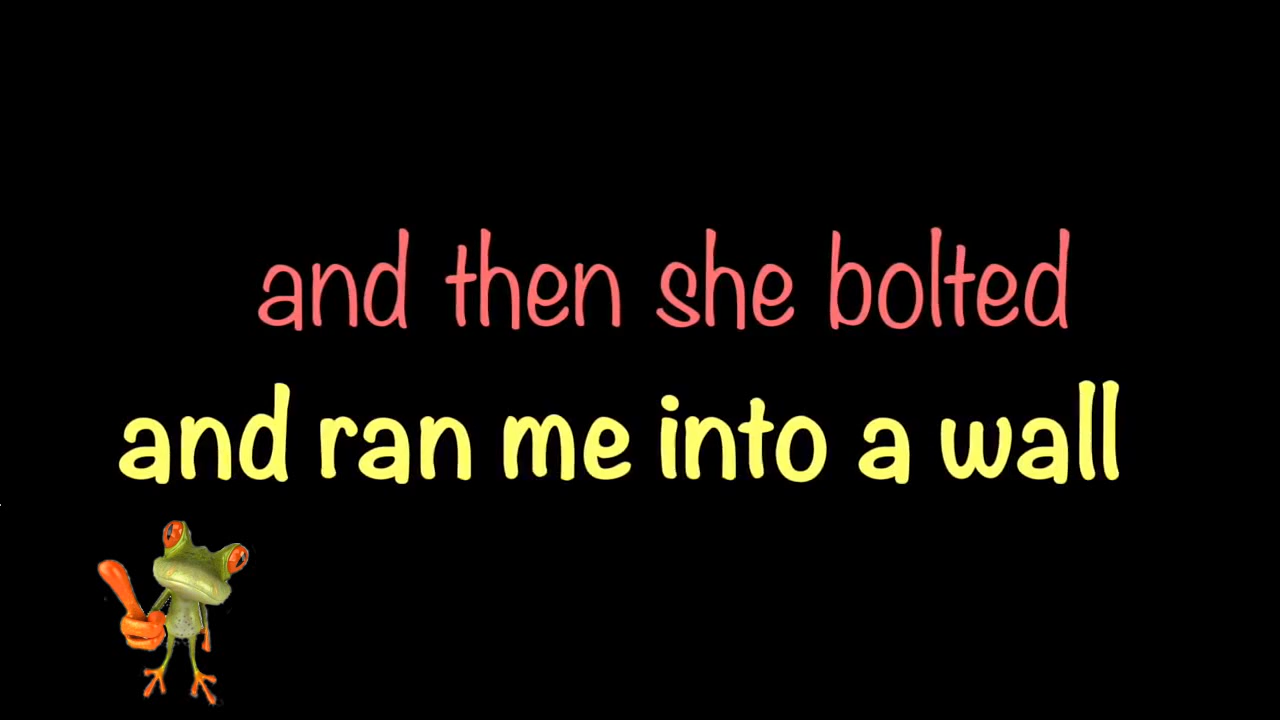 and then she bolted
and ran me into a wall